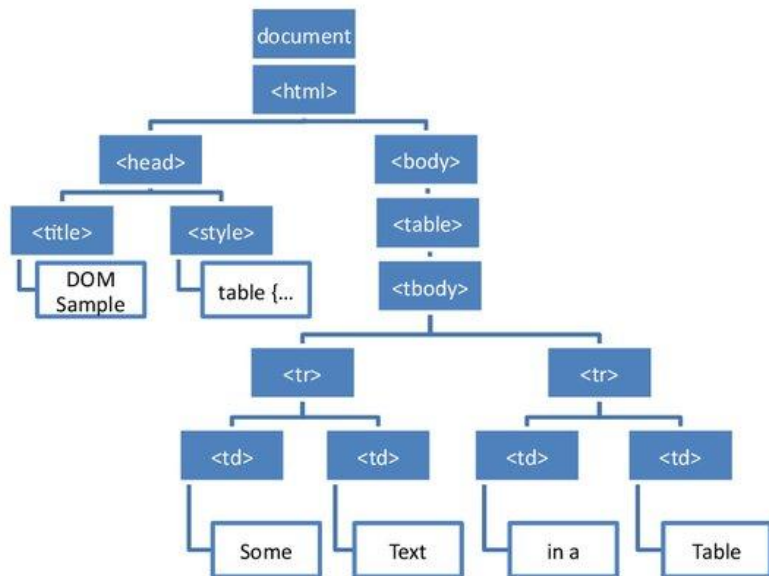 document
<html>
<head>
<body>
<title>
<style>
<table>
DOM
Sample
table {...
<tbody>
<tr>
<tr>
<td>
<td>
<td>
<td>
Some
Text
in a
Table